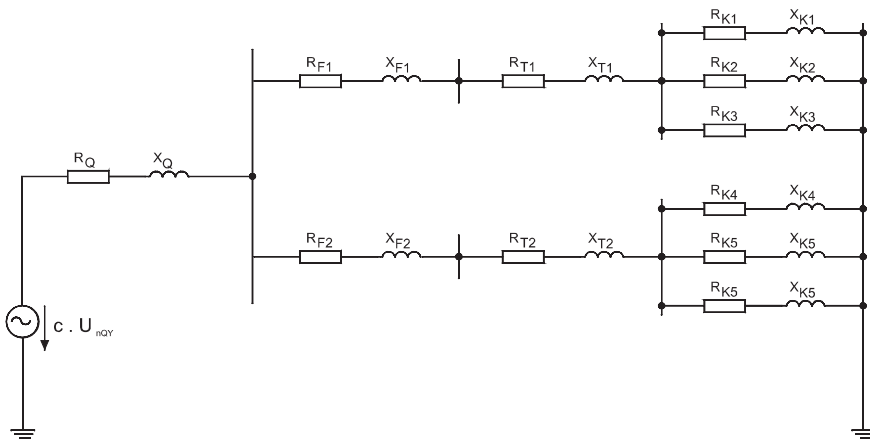 R_K1 X_K1
R_F1 X_F1 R_T1 X_T1 R_K2 X_K2
R_K3 X_K3
R_Q X_Q
R_K4 X_K4
R_F2 X_F2 R_T2 X_T2 R_K5 X_K5
R_K5 X_K5
c . U_nQY